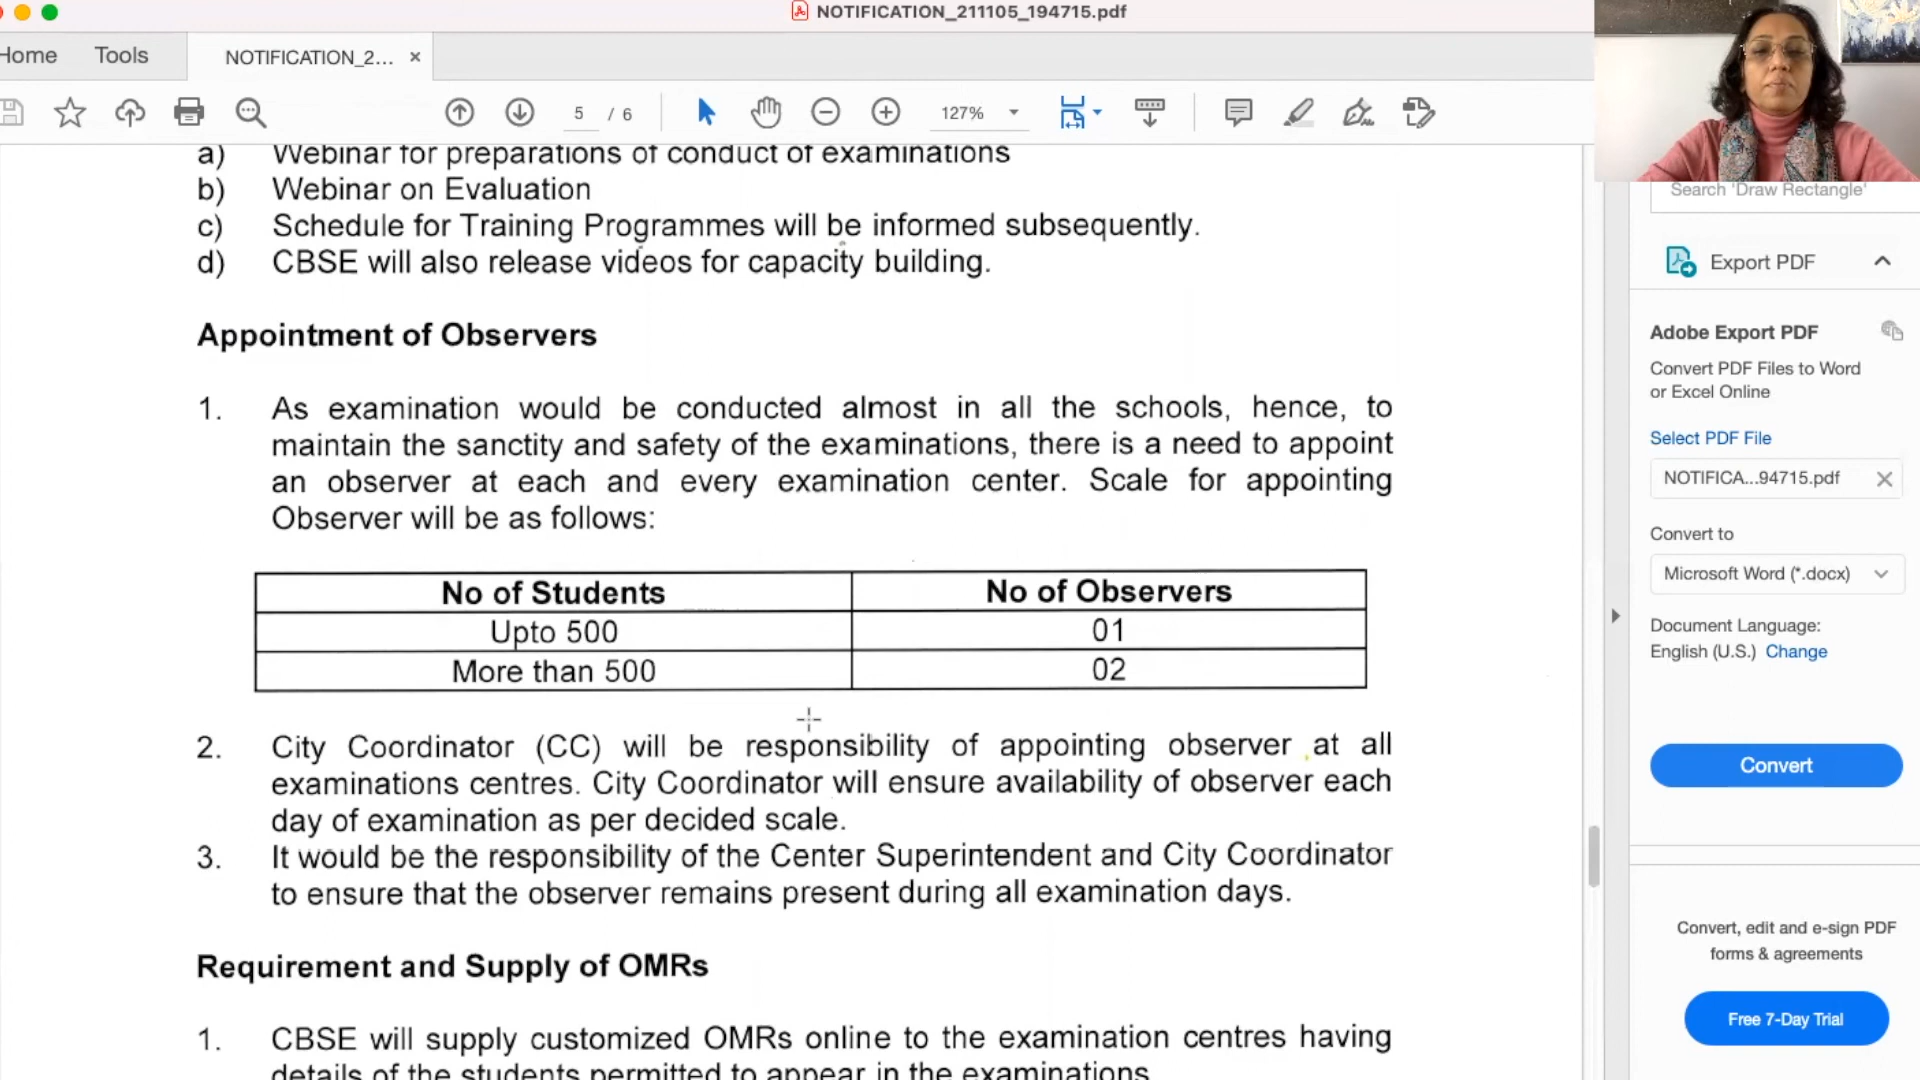 NOTIFICATION_211105_194715.pdf
Home
Tools
NOTIFICATION_2... ×
5 / 6
127%
Search 'Draw Rectangle'
a) Webinar for preparations of conduct of examinations
b) Webinar on Evaluation
c) Schedule for Training Programmes will be informed subsequently.
d) CBSE will also release videos for capacity building.
Appointment of Observers
1. As examination would be conducted almost in all the schools, hence, to
maintain the sanctity and safety of the examinations, there is a need to appoint
an observer at each and every examination center. Scale for appointing
Observer will be as follows:
No of Students No of Observers
Upto 500 01
More than 500 02
2. City Coordinator (CC) will be responsibility of appointing observer at all
examinations centres. City Coordinator will ensure availability of observer each
day of examination as per decided scale.
3. It would be the responsibility of the Center Superintendent and City Coordinator
to ensure that the observer remains present during all examination days.
Requirement and Supply of OMRs
1. CBSE will supply customized OMRs online to the examination centres having
details of the students permitted to appear in the examinations
Export PDF
Adobe Export PDF
Convert PDF Files to Word
or Excel Online
Select PDF File
NOTIFICA...94715.pdf
Convert to
Microsoft Word (*.docx)
Document Language:
English (U.S.) Change
Convert
Convert, edit and e-sign PDF
forms & agreements
Free 7-Day Trial